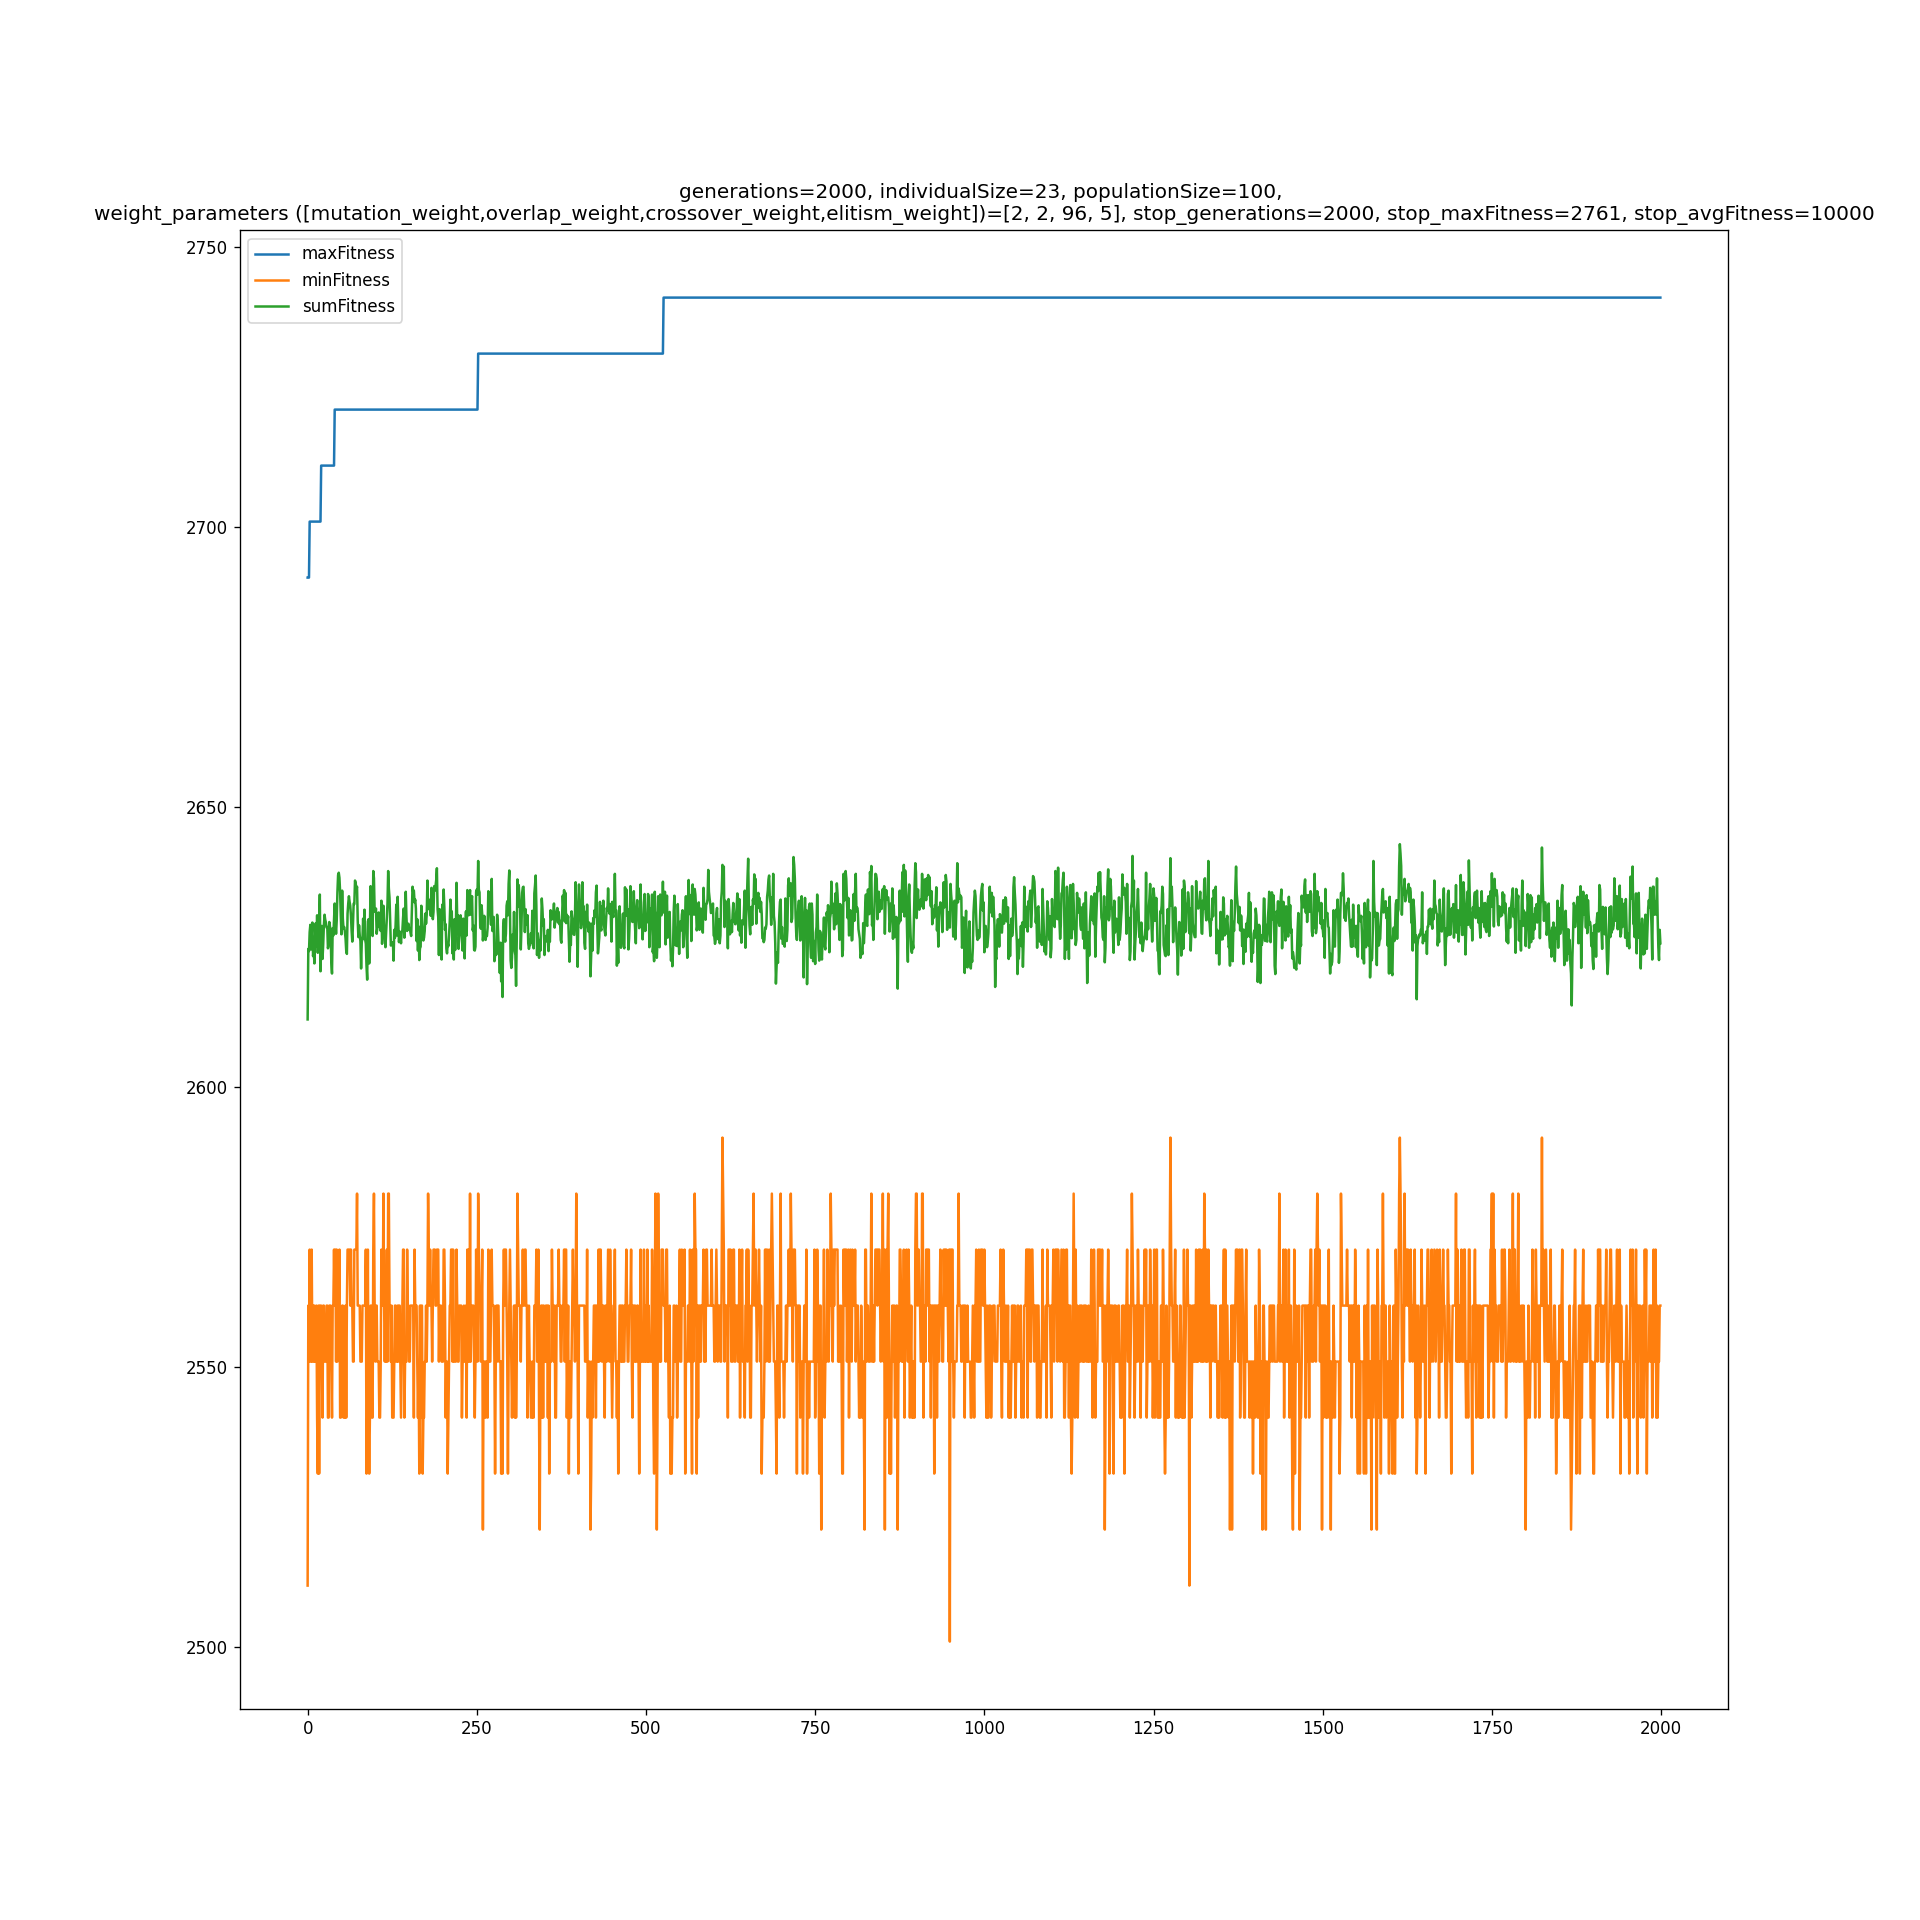 generations=2000, individualSize=23, populationSize=100,
weight_parameters ([mutation_weight,overlap_weight,crossover_weight,elitism_weight])=[2, 2, 96, 5], stop_generations=2000, stop_maxFitness=2761, stop_avgFitness=10000
maxFitness
minFitness
sumFitness
2750
2700
2650
2600
2550
2500
0 250 500 750 1000 1250 1500 1750 2000